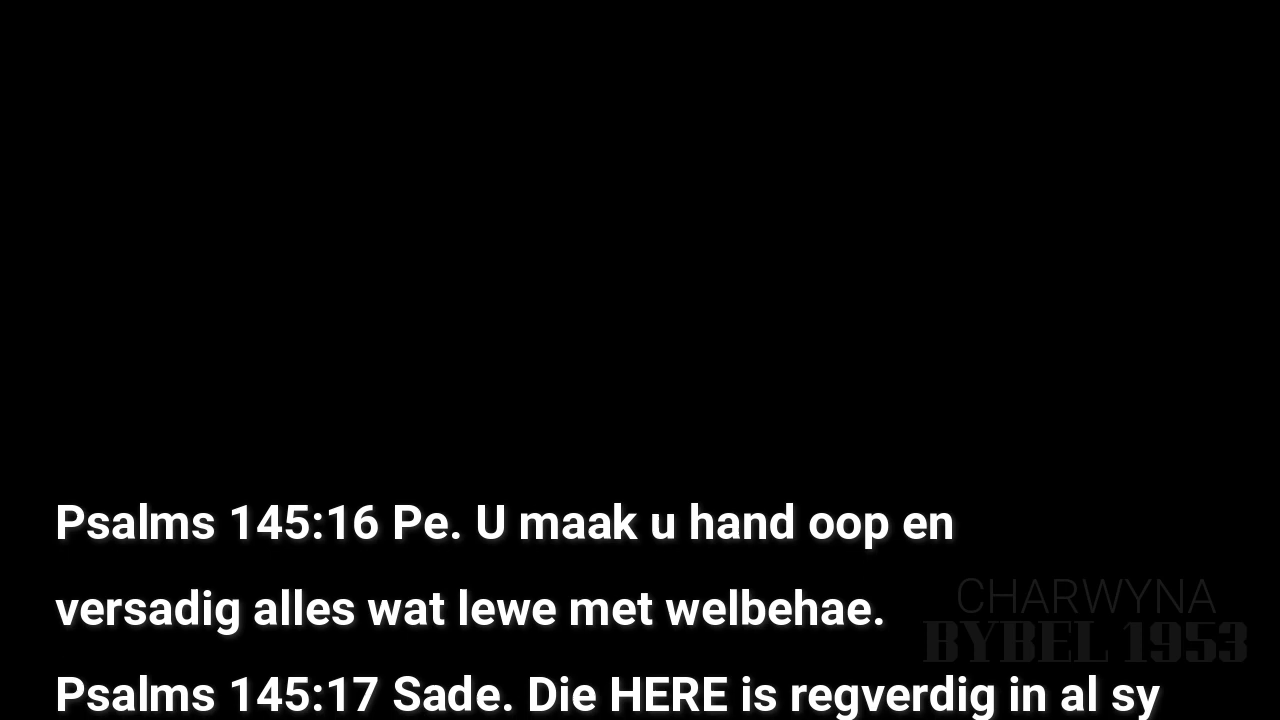 Psalms 145:16 Pe. U maak u hand oop en
versadig alles wat lewe met welbehae.
CHARWYNA
BYBEL 1953
Psalms 145:17 Sade. Die HERE is regverdig in al sy